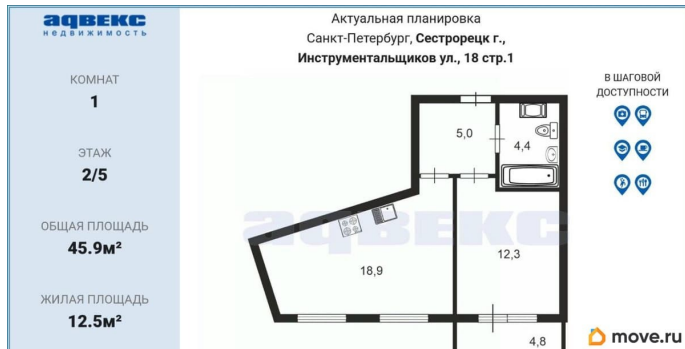 адвекс
недвижимость
КОМНАТ
1
ЭТАЖ
2/5
ОБЩАЯ ПЛОЩАДЬ
45.9м²
ЖИЛАЯ ПЛОЩАДЬ
12.5м²
Актуальная планировка
Санкт-Петербург, Сестрорецк г.,
Инструментальщиков ул., 18 стр.1
В ШАГОВОЙ
ДОСТУПНОСТИ
5,0
4,4
адвекс
12,3
18,9
4,8
move.ru